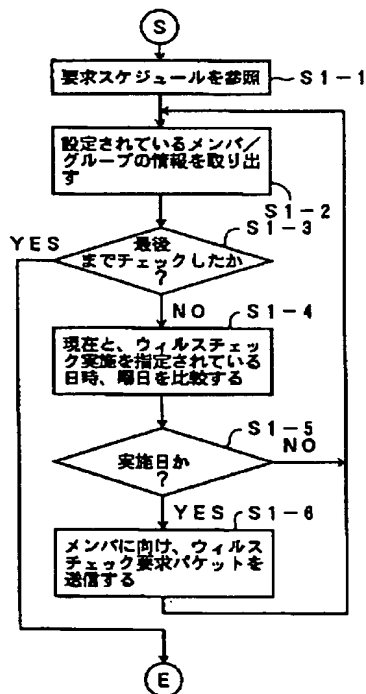 S
要求スケジュールを参照
S1-1
設定されているメンバ/
グループの情報を取り出
す
S1-2
S1-3
YES
最後
までチェックしたか
?
NO
S1-4
現在と、ウィルスチェッ
ク実施を指定されている
日時、曜日を比較する
S1-5
NO
実施日か
?
YES
S1-6
メンバに向け、ウィルス
チェック要求パケットを
送信する
E